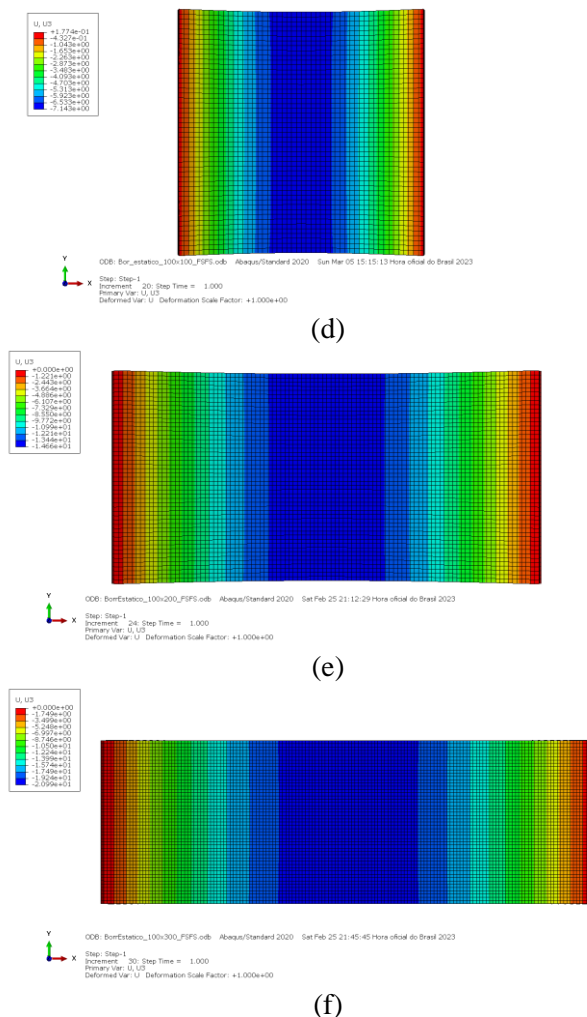 U, U3
+1.774e-01
-4.327e-01
-1.043e+00
-1.653e+00
-2.263e+00
-2.873e+00
-3.483e+00
-4.093e+00
-4.703e+00
-5.313e+00
-5.923e+00
-6.533e+00
-7.143e+00
ODB: Bor_estatico_100x100_FSFS.odb Abaqus/Standard 2020 Sun Mar 05 15:15:13 Hora oficial do Brasil 2023
Y
X
Step: Step-1
Increment 20: Step Time = 1.000
Primary Var: U, U3
Deformed Var: U Deformation Scale Factor: +1.000e+00
(d)
U, U3
+0.000e+00
-1.221e+00
-2.443e+00
-3.664e+00
-4.886e+00
-6.107e+00
-7.329e+00
-8.550e+00
-9.772e+00
-1.099e+01
-1.221e+01
-1.344e+01
-1.466e+01
ODB: BorrEstatico_100x200_FSFS.odb Abaqus/Standard 2020 Sat Feb 25 21:12:29 Hora oficial do Brasil 2023
Y
X
Step: Step-1
Increment 24: Step Time = 1.000
Primary Var: U, U3
Deformed Var: U Deformation Scale Factor: +1.000e+00
(e)
U, U3
+0.000e+00
-1.749e+00
-3.499e+00
-5.248e+00
-6.997e+00
-8.746e+00
-1.050e+01
-1.224e+01
-1.399e+01
-1.574e+01
-1.749e+01
-1.924e+01
-2.099e+01
ODB: BorrEstatico_100x300_FSFS.odb Abaqus/Standard 2020 Sat Feb 25 21:45:45 Hora oficial do Brasil 2023
Y
X
Step: Step-1
Increment 30: Step Time = 1.000
Primary Var: U, U3
Deformed Var: U Deformation Scale Factor: +1.000e+00
(f)